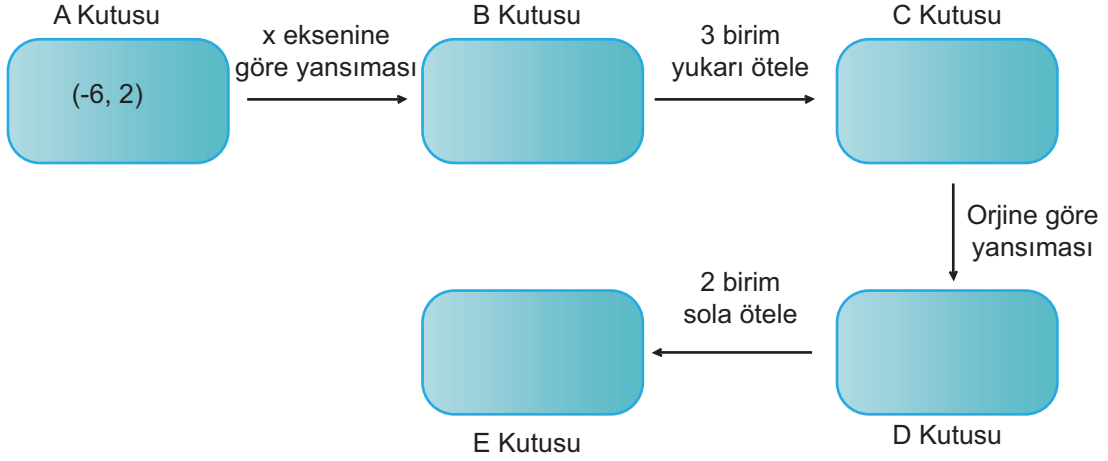 A Kutusu
x eksenine
göre yansıması
B Kutusu
3 birim
yukarı ötele
C Kutusu
(-6, 2)
Orjine göre
yansıması
2 birim
sola ötele
E Kutusu
D Kutusu